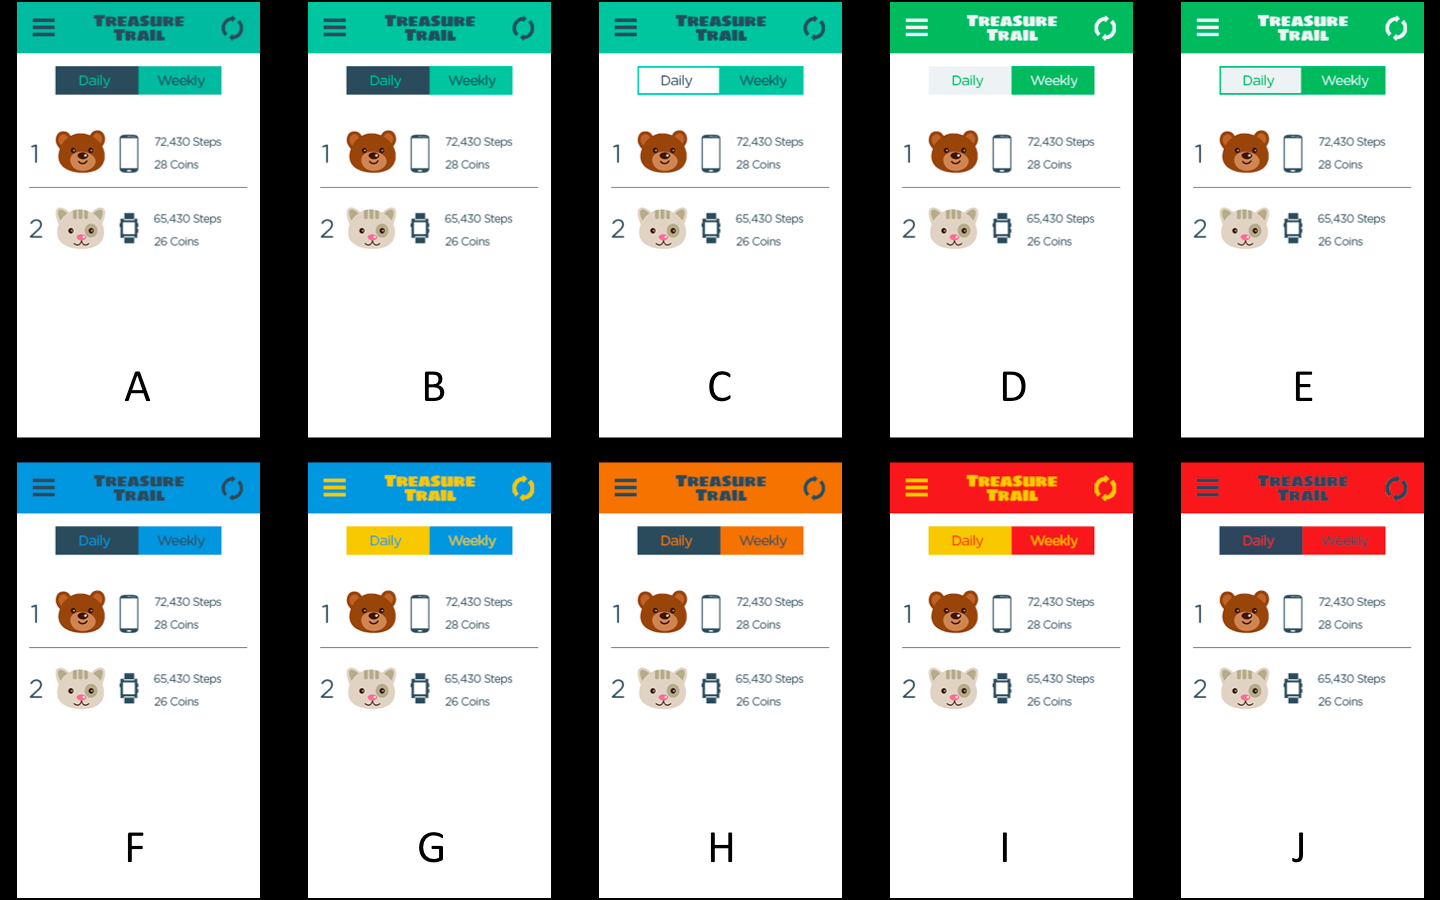 TREASURE
TRAIL
Daily Weekly
1 72,430 Steps
28 Coins
2 65,430 Steps
26 Coins
A
TREASURE
TRAIL
Daily Weekly
1 72,430 Steps
28 Coins
2 65,430 Steps
26 Coins
B
TREASURE
TRAIL
Daily Weekly
1 72,430 Steps
28 Coins
2 65,430 Steps
26 Coins
C
TREASURE
TRAIL
Daily Weekly
1 72,430 Steps
28 Coins
2 65,430 Steps
26 Coins
D
TREASURE
TRAIL
Daily Weekly
1 72,430 Steps
28 Coins
2 65,430 Steps
26 Coins
E
TREASURE
TRAIL
Daily Weekly
1 72,430 Steps
28 Coins
2 65,430 Steps
26 Coins
F
TREASURE
TRAIL
Daily Weekly
1 72,430 Steps
28 Coins
2 65,430 Steps
26 Coins
G
TREASURE
TRAIL
Daily Weekly
1 72,430 Steps
28 Coins
2 65,430 Steps
26 Coins
H
TREASURE
TRAIL
Daily Weekly
1 72,430 Steps
28 Coins
2 65,430 Steps
26 Coins
I
TREASURE
TRAIL
Daily Weekly
1 72,430 Steps
28 Coins
2 65,430 Steps
26 Coins
J